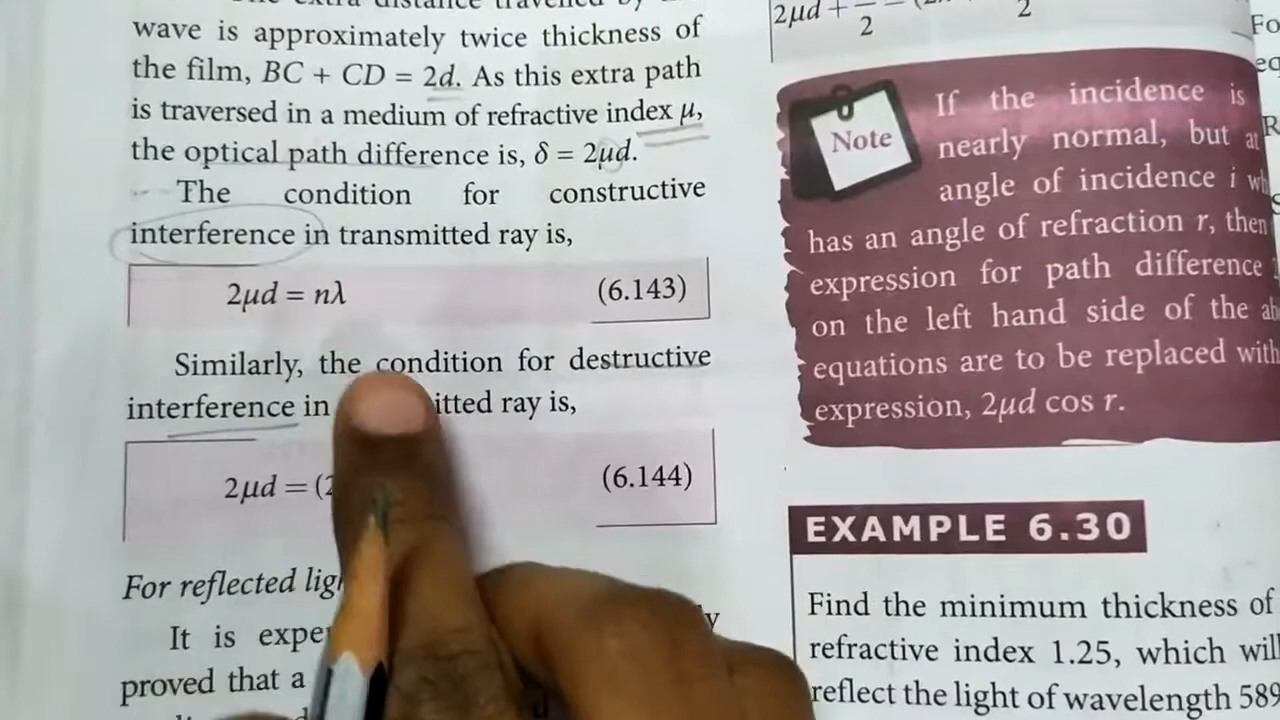 wave is approximately twice thickness of
the film, BC + CD = 2d. As this extra path
is traversed in a medium of refractive index μ,
the optical path difference is, δ = 2μd.
The condition for constructive
interference in transmitted ray is,
2μd = nλ (6.143)
Similarly, the condition for destructive
interference in itted ray is,
2μd = (2 (6.144)
For reflected lig
It is expe
proved that a
2μd + 2 2
Note
If the incidence is
nearly normal, but at
angle of incidence i wh
has an angle of refraction r, then
expression for path difference
on the left hand side of the ab
equations are to be replaced with
expression, 2μd cos r.
EXAMPLE 6.30
Find the minimum thickness of
refractive index 1.25, which will
reflect the light of wavelength 589